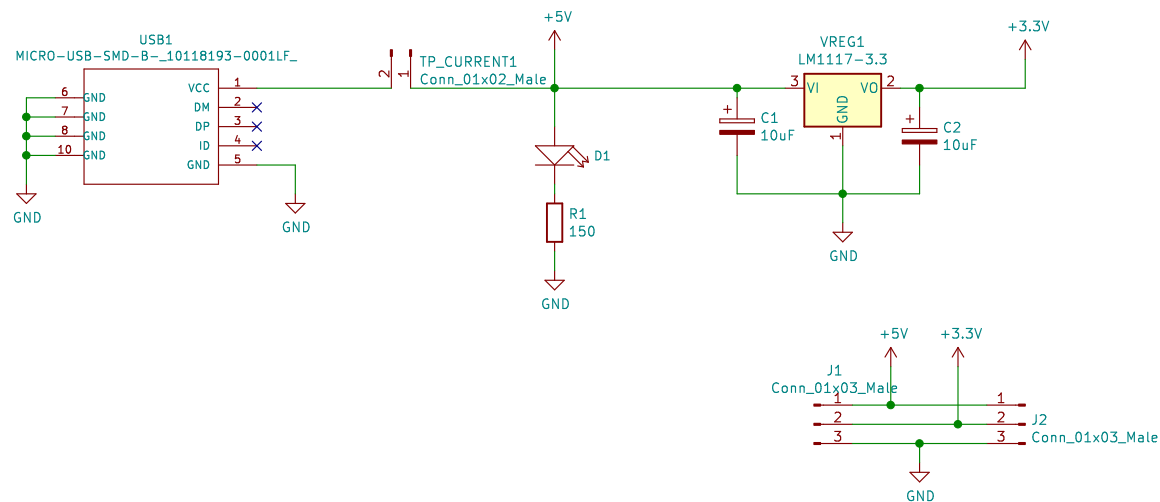 USB1
MICRO-USB-SMD-B-_10118193-0001LF_
VCC 1
DM 2
DP 3
ID 4
GND 5
6 GND
7 GND
8 GND
10 GND
GND
GND
2
1
TP_CURRENT1
Conn_01x02_Male
+5V
D1
R1
150
GND
VREG1
LM1117-3.3
3 VI
VO 2
GND
1
+
C1
10uF
+
C2
10uF
+3.3V
GND
+5V
+3.3V
J1
Conn_01x03_Male
1
2
3
1
2
3
J2
Conn_01x03_Male
GND